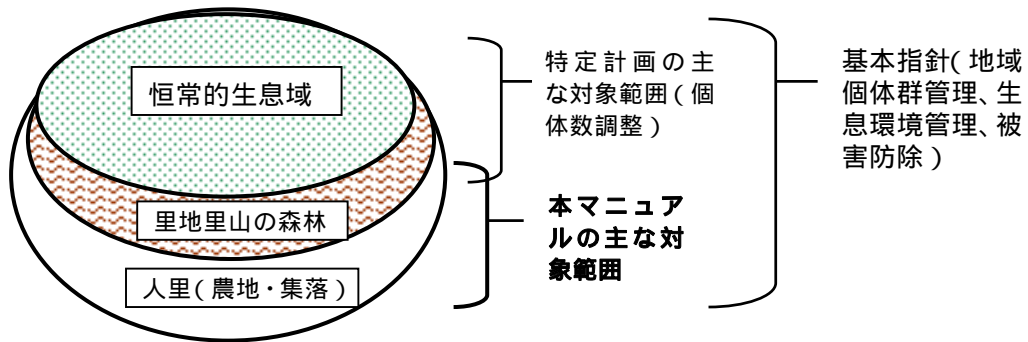 恒常的生息域
里地里山の森林
人里(農地・集落)
特定計画の主
な対象範囲(個
体数調整)
本マニュア
ルの主な対
象範囲
基本指針(地域
個体群管理、生
息環境管理、被
害防除)